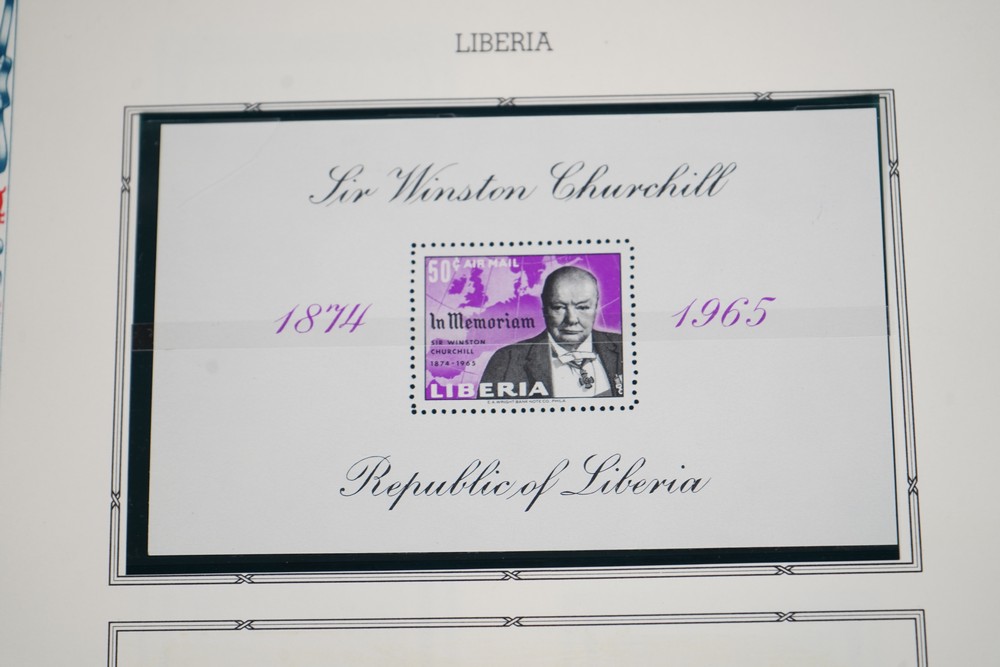 LIBERIA
Sir Winston Churchill
50¢ AIR MAIL
1874
In Memoriam
1965
SIR WINSTON
CHURCHILL
1874-1965
LIBERIA
Republic of Liberia